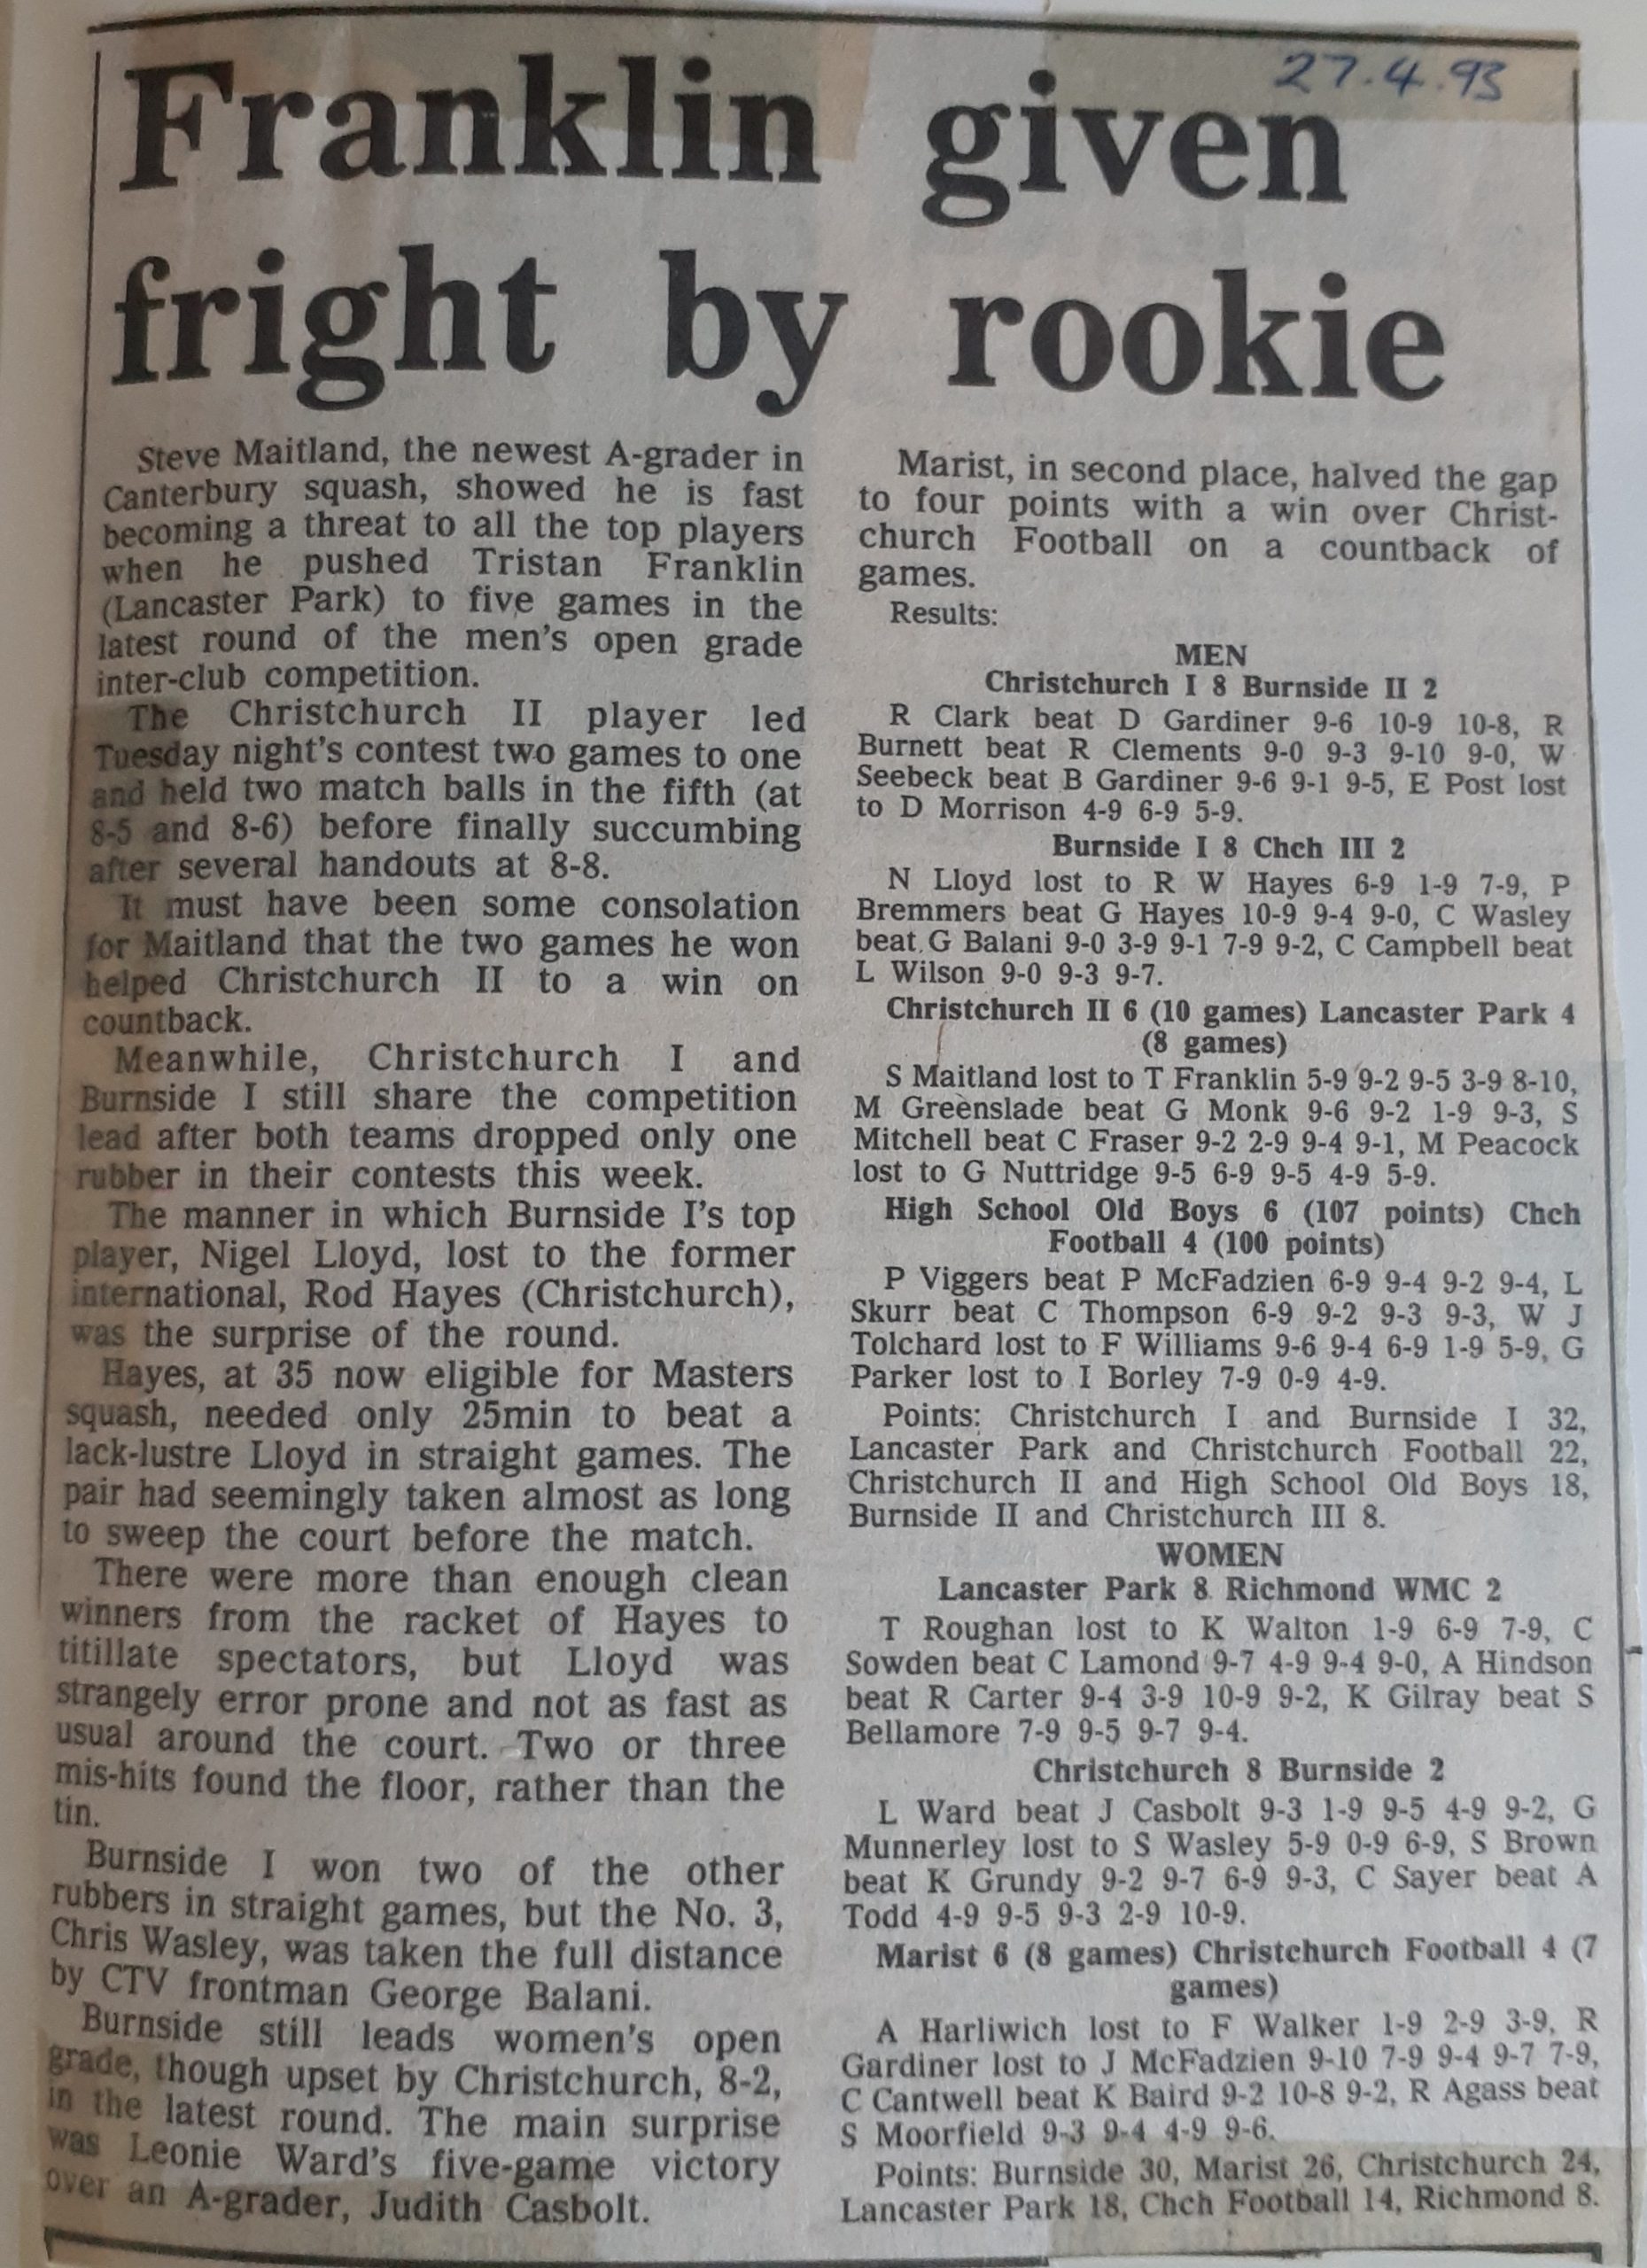 27.4.93
Franklin given
fright by rookie
Steve Maitland, the newest A-grader in
Canterbury squash, showed he is fast
becoming a threat to all the top players
when he pushed Tristan Franklin
(Lancaster Park) to five games in the
latest round of the men's open grade
inter-club competition.
The Christchurch II player led
Tuesday night's contest two games to one
and held two match balls in the fifth (at
8-5 and 8-6) before finally succumbing
after several handouts at 8-8.
It must have been some consolation
for Maitland that the two games he won
helped Christchurch II to a win on
countback.
Meanwhile, Christchurch I and
Burnside I still share the competition
lead after both teams dropped only one
rubber in their contests this week.
The manner in which Burnside I's top
player, Nigel Lloyd, lost to the former
international, Rod Hayes (Christchurch),
was the surprise of the round.
Hayes, at 35 now eligible for Masters
squash, needed only 25min to beat a
lack-lustre Lloyd in straight games. The
pair had seemingly taken almost as long
to sweep the court before the match.
There were more than enough clean
winners from the racket of Hayes to
titillate spectators, but Lloyd was
strangely error prone and not as fast as
usual around the court. Two or three
mis-hits found the floor, rather than the
tin.
Burnside I won two of the other
rubbers in straight games, but the No. 3,
Chris Wasley, was taken the full distance
by CTV frontman George Balani.
Burnside still leads women's open
grade, though upset by Christchurch, 8-2,
in the latest round. The main surprise
was Leonie Ward's five-game victory
over an A-grader, Judith Casbolt.
Marist, in second place, halved the gap
to four points with a win over Christ-
church Football on a countback of
games.
Results:
MEN
Christchurch I 8 Burnside II 2
R Clark beat D Gardiner 9-6 10-9 10-8, R
Burnett beat R Clements 9-0 9-3 9-10 9-0, W
Seebeck beat B Gardiner 9-6 9-1 9-5, E Post lost
to D Morrison 4-9 6-9 5-9.
Burnside I 8 Chch III 2
N Lloyd lost to R W Hayes 6-9 1-9 7-9, P
Bremmers beat G Hayes 10-9 9-4 9-0, C Wasley
beat G Balani 9-0 3-9 9-1 7-9 9-2, C Campbell beat
L Wilson 9-0 9-3 9-7.
Christchurch II 6 (10 games) Lancaster Park 4
(8 games)
S Maitland lost to T Franklin 5-9 9-2 9-5 3-9 8-10,
M Greenslade beat G Monk 9-6 9-2 1-9 9-3, S
Mitchell beat C Fraser 9-2 2-9 9-4 9-1, M Peacock
lost to G Nuttridge 9-5 6-9 9-5 4-9 5-9.
High School Old Boys 6 (107 points) Chch
Football 4 (100 points)
P Viggers beat P McFadzien 6-9 9-4 9-2 9-4, L
Skurr beat C Thompson 6-9 9-2 9-3 9-3, W J
Tolchard lost to F Williams 9-6 9-4 6-9 1-9 5-9, G
Parker lost to I Borley 7-9 0-9 4-9.
Points: Christchurch I and Burnside I 32,
Lancaster Park and Christchurch Football 22,
Christchurch II and High School Old Boys 18,
Burnside II and Christchurch III 8.
WOMEN
Lancaster Park 8 Richmond WMC 2
T Roughan lost to K Walton 1-9 6-9 7-9, C
Sowden beat C Lamond 9-7 4-9 9-4 9-0, A Hindson
beat R Carter 9-4 3-9 10-9 9-2, K Gilray beat S
Bellamore 7-9 9-5 9-7 9-4.
Christchurch 8 Burnside 2
L Ward beat J Casbolt 9-3 1-9 9-5 4-9 9-2, G
Munnerley lost to S Wasley 5-9 0-9 6-9, S Brown
beat K Grundy 9-2 9-7 6-9 9-3, C Sayer beat A
Todd 4-9 9-5 9-3 2-9 10-9.
Marist 6 (8 games) Christchurch Football 4 (7
games)
A Harliwich lost to F Walker 1-9 2-9 3-9, R
Gardiner lost to J McFadzien 9-10 7-9 9-4 9-7 7-9,
C Cantwell beat K Baird 9-2 10-8 9-2, R Agass beat
S Moorfield 9-3 9-4 4-9 9-6.
Points: Burnside 30, Marist 26, Christchurch 24,
Lancaster Park 18, Chch Football 14, Richmond 8.